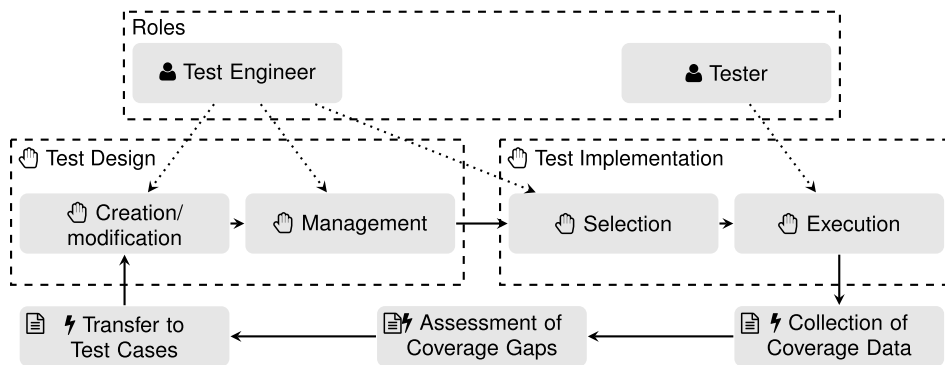 Roles
Test Engineer
Tester
Test Design
Test Implementation
Creation/
modification
Management
Selection
Execution
Transfer to
Test Cases
Assessment of
Coverage Gaps
Collection of
Coverage Data